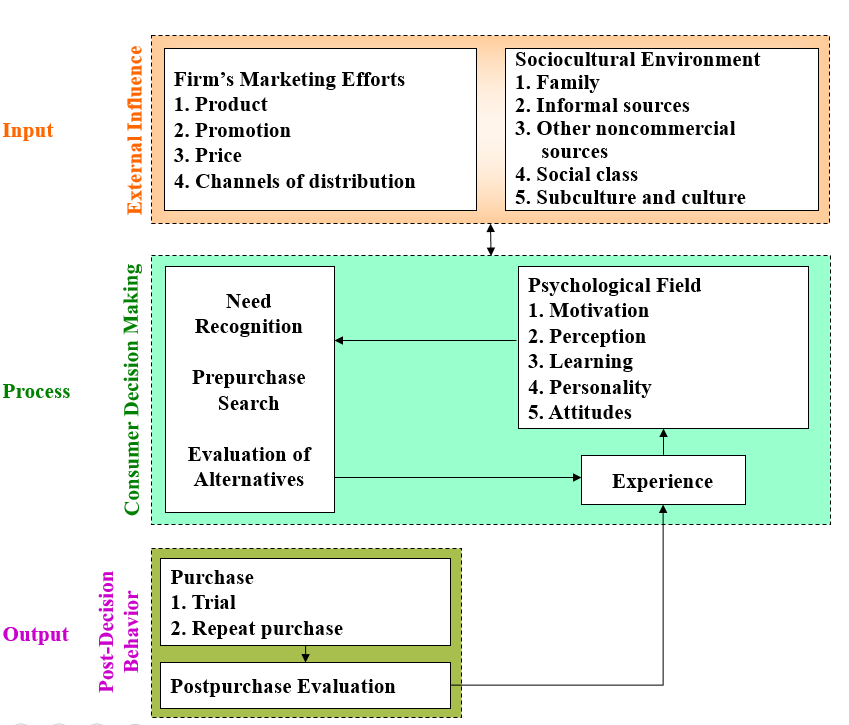 Input
External Influence
Firm's Marketing Efforts
1. Product
2. Promotion
3. Price
4. Channels of distribution
Sociocultural Environment
1. Family
2. Informal sources
3. Other noncommercial
sources
4. Social class
5. Subculture and culture
Process
Consumer Decision Making
Need
Recognition
Prepurchase
Search
Evaluation of
Alternatives
Psychological Field
1. Motivation
2. Perception
3. Learning
4. Personality
5. Attitudes
Experience
Output
Post-Decision
Behavior
Purchase
1. Trial
2. Repeat purchase
Postpurchase Evaluation